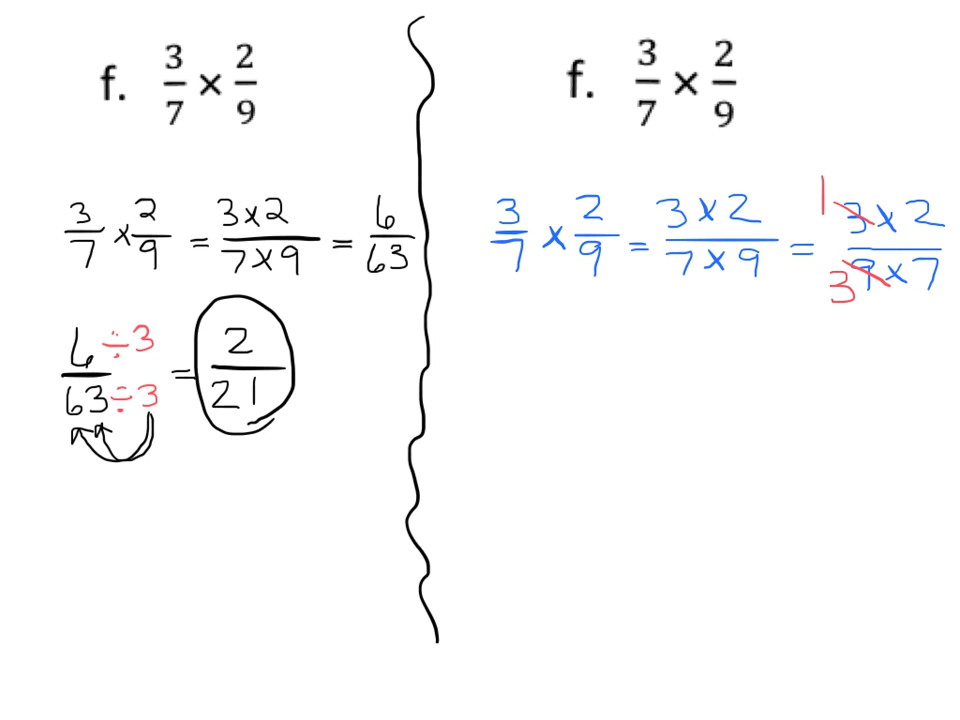 f. 3/7 × 2/9
3/7 × 2/9 = 3×2/7×9 = 6/63
6÷3/63÷3 = 2/21
f. 3/7 × 2/9
3/7 × 2/9 = 3×2/7×9 = 1 3×2/3 9×7